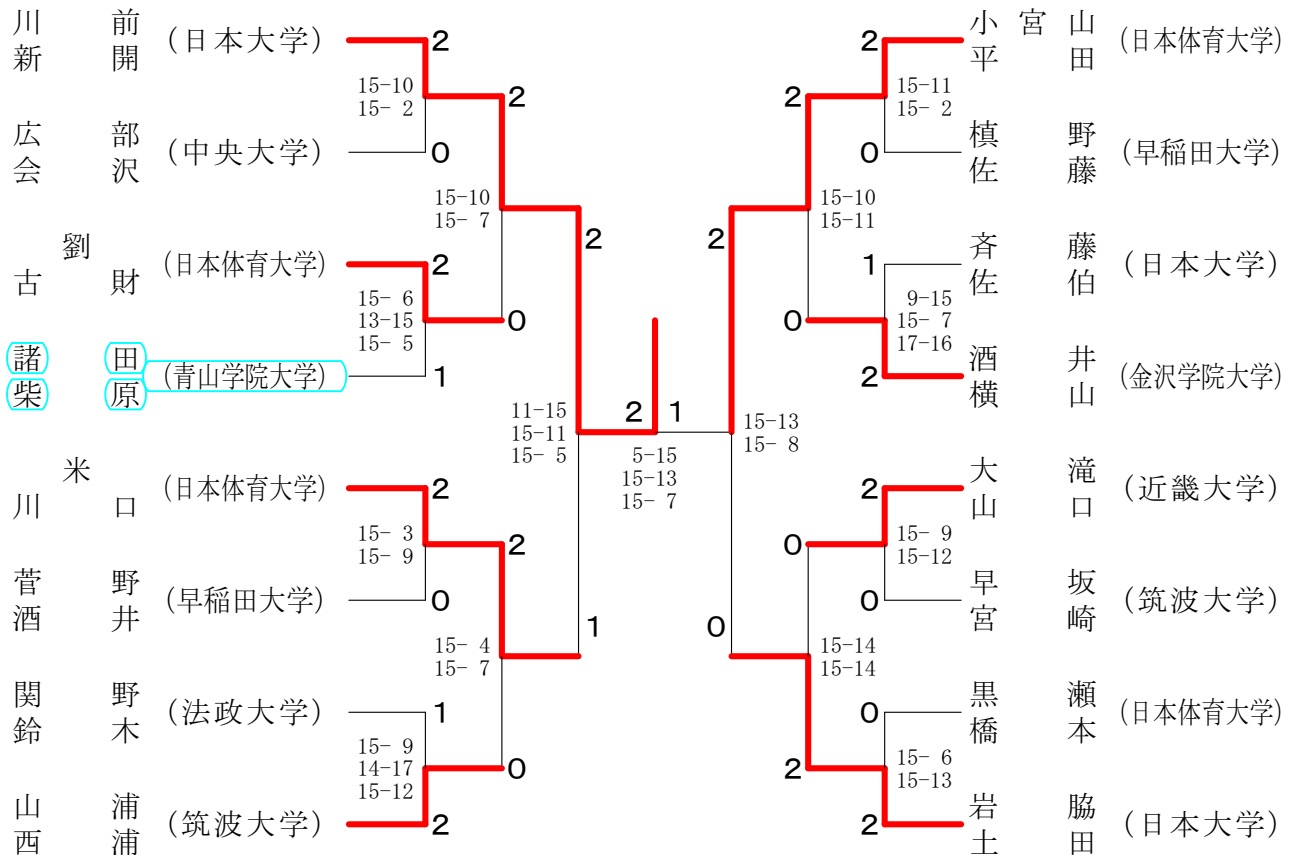 川前
新開
(日本大学)
2
15-10
15- 2
広部
会沢
(中央大学)
0
2
15-10
15- 7
劉
古財
(日本体育大学)
2
15- 6
13-15
15- 5
諸田
柴原
(青山学院大学)
1
0
2
11-15
15-11
15- 5
米
川口
(日本体育大学)
2
15- 3
15- 9
菅野
酒井
(早稲田大学)
0
2
15- 4
15- 7
1
関野
鈴木
(法政大学)
1
15- 9
14-17
15-12
山浦
西浦
(筑波大学)
2
0
2 1
5-15
15-13
15- 7
小宮山
平田
(日本体育大学)
2
15-11
15- 2
槙野
佐藤
(早稲田大学)
0
2
15-10
15-11
斉藤
佐伯
(日本大学)
1
9-15
15- 7
17-16
酒井
横山
(金沢学院大学)
2
0
2
15-13
15- 8
大滝
山口
(近畿大学)
2
15- 9
15-12
早坂
宮崎
(筑波大学)
0
0
15-14
15-14
0
黒瀬
橋本
(日本体育大学)
0
15- 6
15-13
岩脇
土田
(日本大学)
2
2